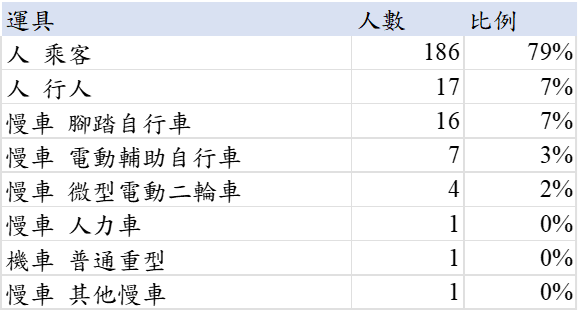 運具 人數 比例
人 乘客 186 79%
人 行人 17 7%
慢車 腳踏自行車 16 7%
慢車 電動輔助自行車 7 3%
慢車 微型電動二輪車 4 2%
慢車 人力車 1 0%
機車 普通重型 1 0%
慢車 其他慢車 1 0%